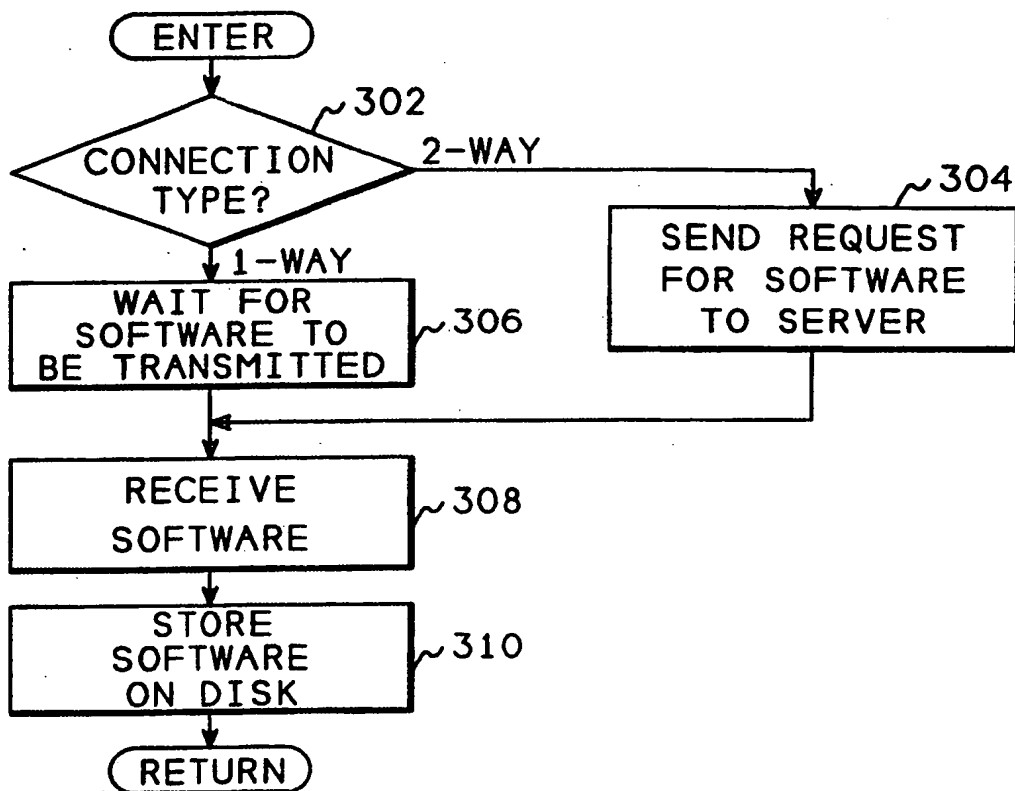 ENTER
302
CONNECTION
TYPE?
2-WAY
304
SEND REQUEST
FOR SOFTWARE
TO SERVER
1-WAY
WAIT FOR
SOFTWARE TO
BE TRANSMITTED
306
RECEIVE
SOFTWARE
308
STORE
SOFTWARE
ON DISK
310
RETURN